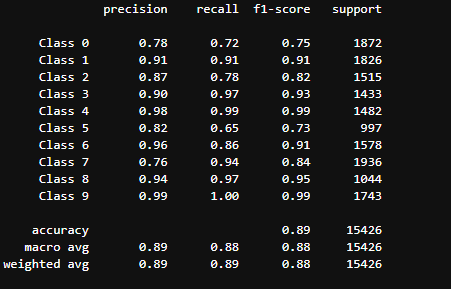 precision recall f1-score support
Class 0 0.78 0.72 0.75 1872
Class 1 0.91 0.91 0.91 1826
Class 2 0.87 0.78 0.82 1515
Class 3 0.90 0.97 0.93 1433
Class 4 0.98 0.99 0.99 1482
Class 5 0.82 0.65 0.73 997
Class 6 0.96 0.86 0.91 1578
Class 7 0.76 0.94 0.84 1936
Class 8 0.94 0.97 0.95 1044
Class 9 0.99 1.00 0.99 1743
accuracy 0.89 15426
macro avg 0.89 0.88 0.88 15426
weighted avg 0.89 0.89 0.88 15426